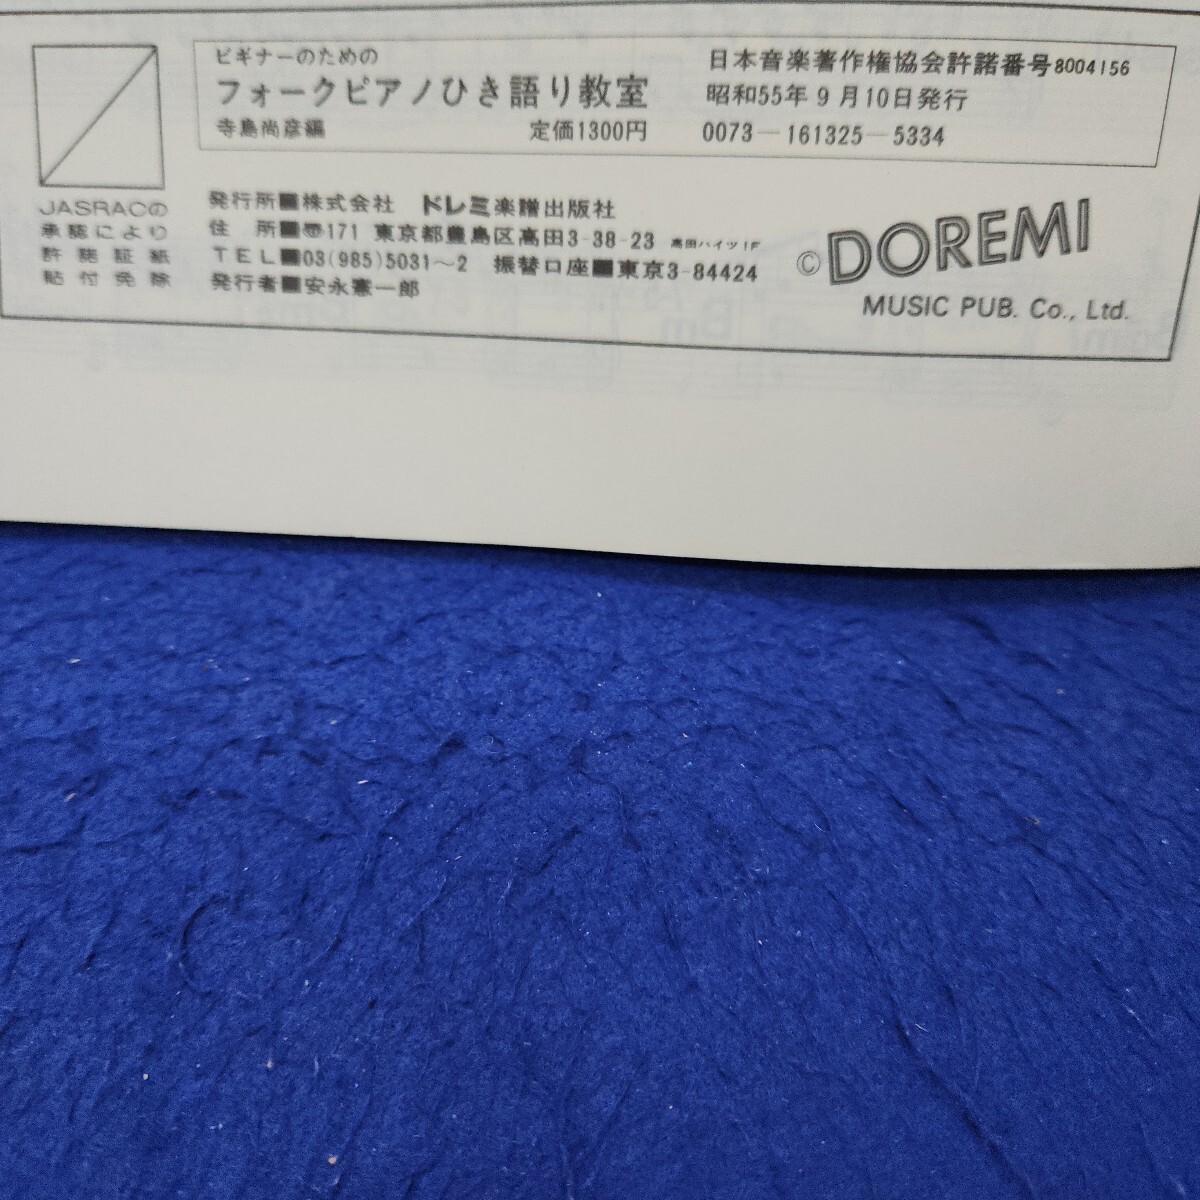 ビギナーのための
フォークピアノひき語り教室
寺島尚彦編 定価1300円
日本音楽著作権協会許諾番号8004156
昭和55年9月10日発行
0073-161325-5334
JASRACの
承認により
許諾証紙
貼付免除
発行所■株式会社 ドレミ楽譜出版社
住所■〠171 東京都豊島区高田3-38-23 高田ハイツ1F
TEL■03(985)5031〜2 振替口座■東京3-84424
発行者■安永憲一郎
© DOREMI
MUSIC PUB. Co., Ltd.
Bm